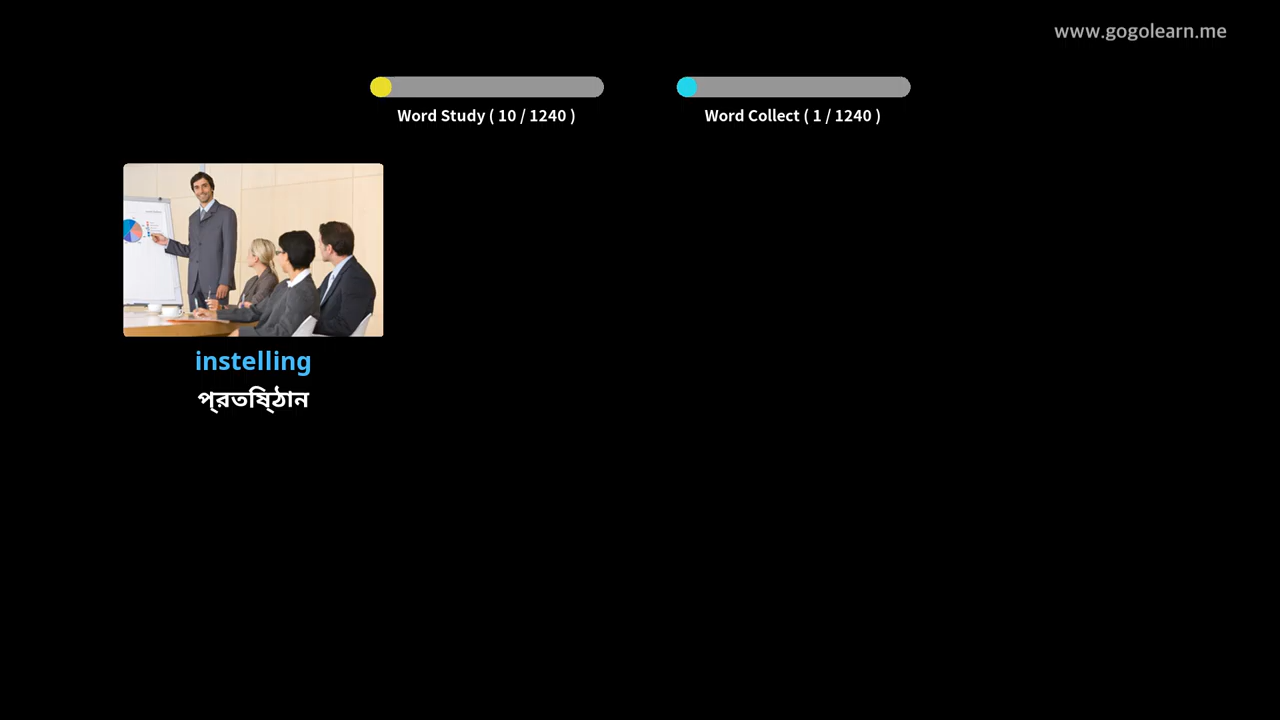 www.gogolearn.me
Word Study ( 10 / 1240 )
Word Collect ( 1 / 1240 )
instelling
প্রতিষ্ঠান